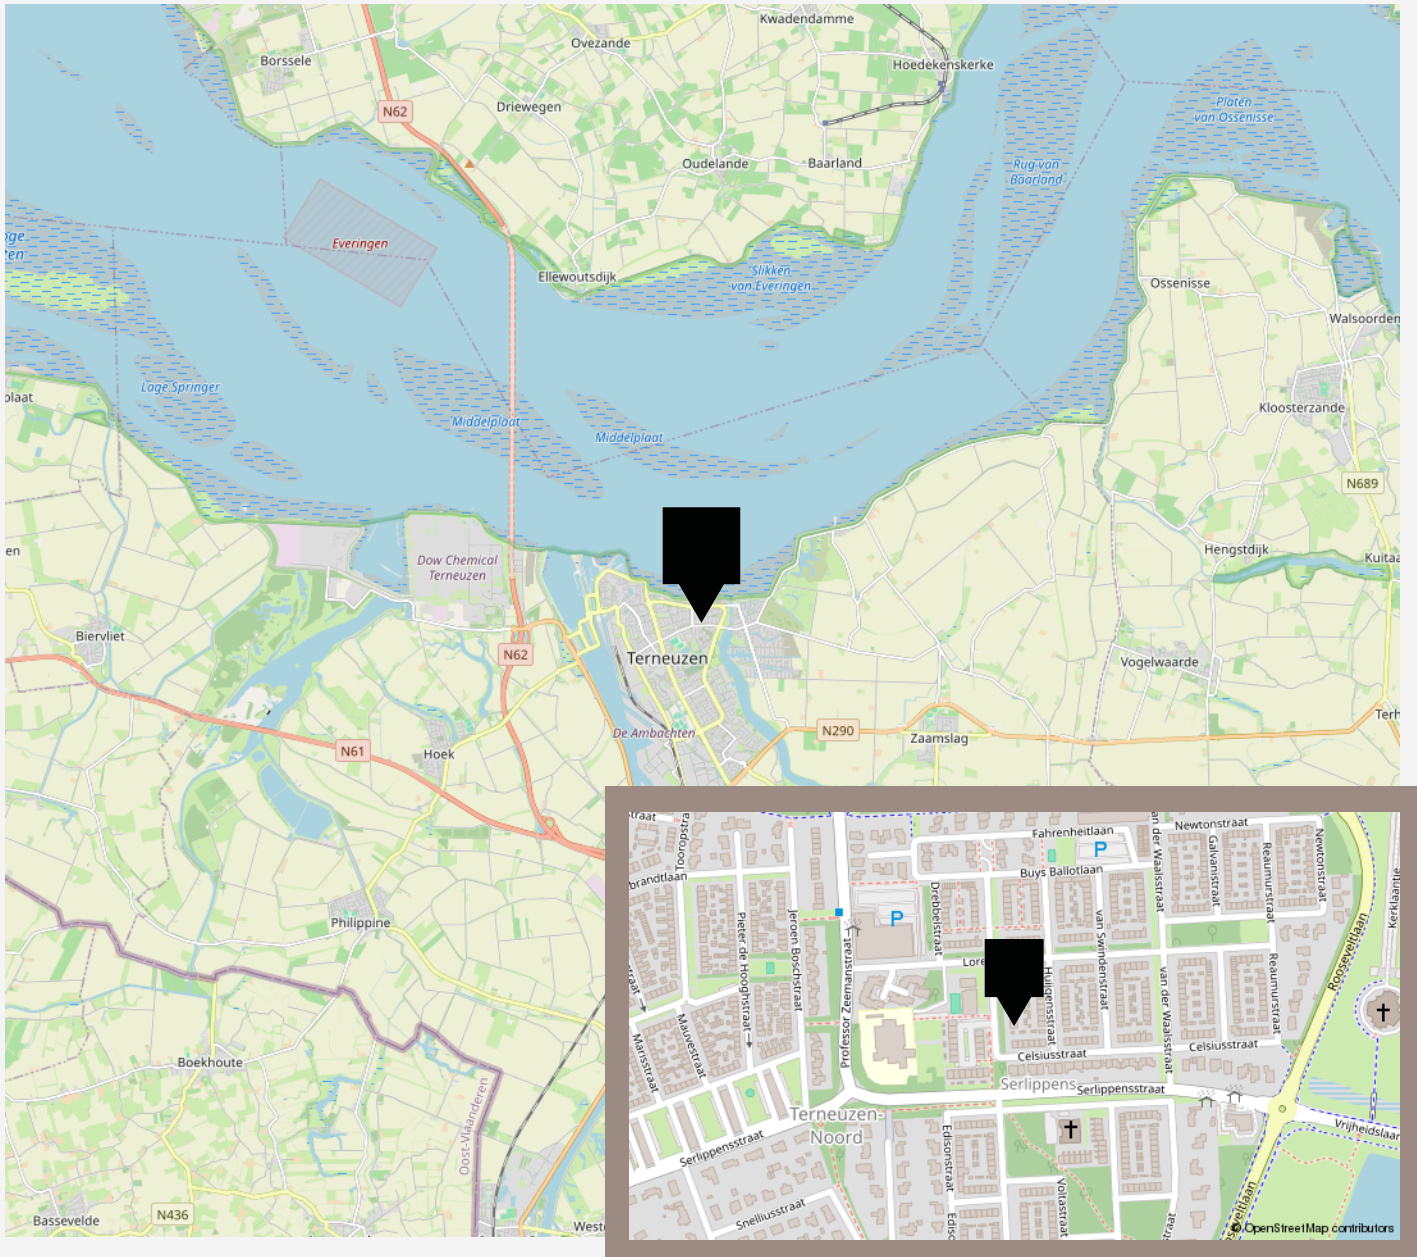 Kwadendamme
Ovezande
Borssele
Hoedekenskerke
Driewegen
N62
Platen
van Ossenisse
Oudelande
Baarland
Rug van
Baarland
Everingen
Ellewoutsdijk
Slikken
van Everingen
Ossenisse
Walsoorden
Lage Springer
Kloosterzande
Middelplaat
Middelplaat
N689
Hengstdijk
Dow Chemical
Terneuzen
Biervliet
N62
Terneuzen
Vogelwaarde
N290
De Ambachten
Zaamslag
N61
Hoek
Philippine
Boekhoute
Oost-Vlaanderen
N436
Bassevelde
Fahrenheitlaan
Newtonstraat
P
Buys Ballotlaan
Galvanistraat
Reaumurstraat
Newtonstraat
Drebbelstraat
P
Pieter de Hooghstraat
Jeroen Boschstraat
van Swindenstraat
Rooseveltlaan
Professor Zeemanstraat
van der Waalsstraat
Reaumurstraat
Marisstraat
Mauvestraat
Celsiusstraat
Celsiusstraat
Serlippens
Serlippensstraat
Terneuzen-
Noord
Serlippensstraat
Edisonstraat
Voltastraat
Snelliusstraat
© OpenStreetMap contributors